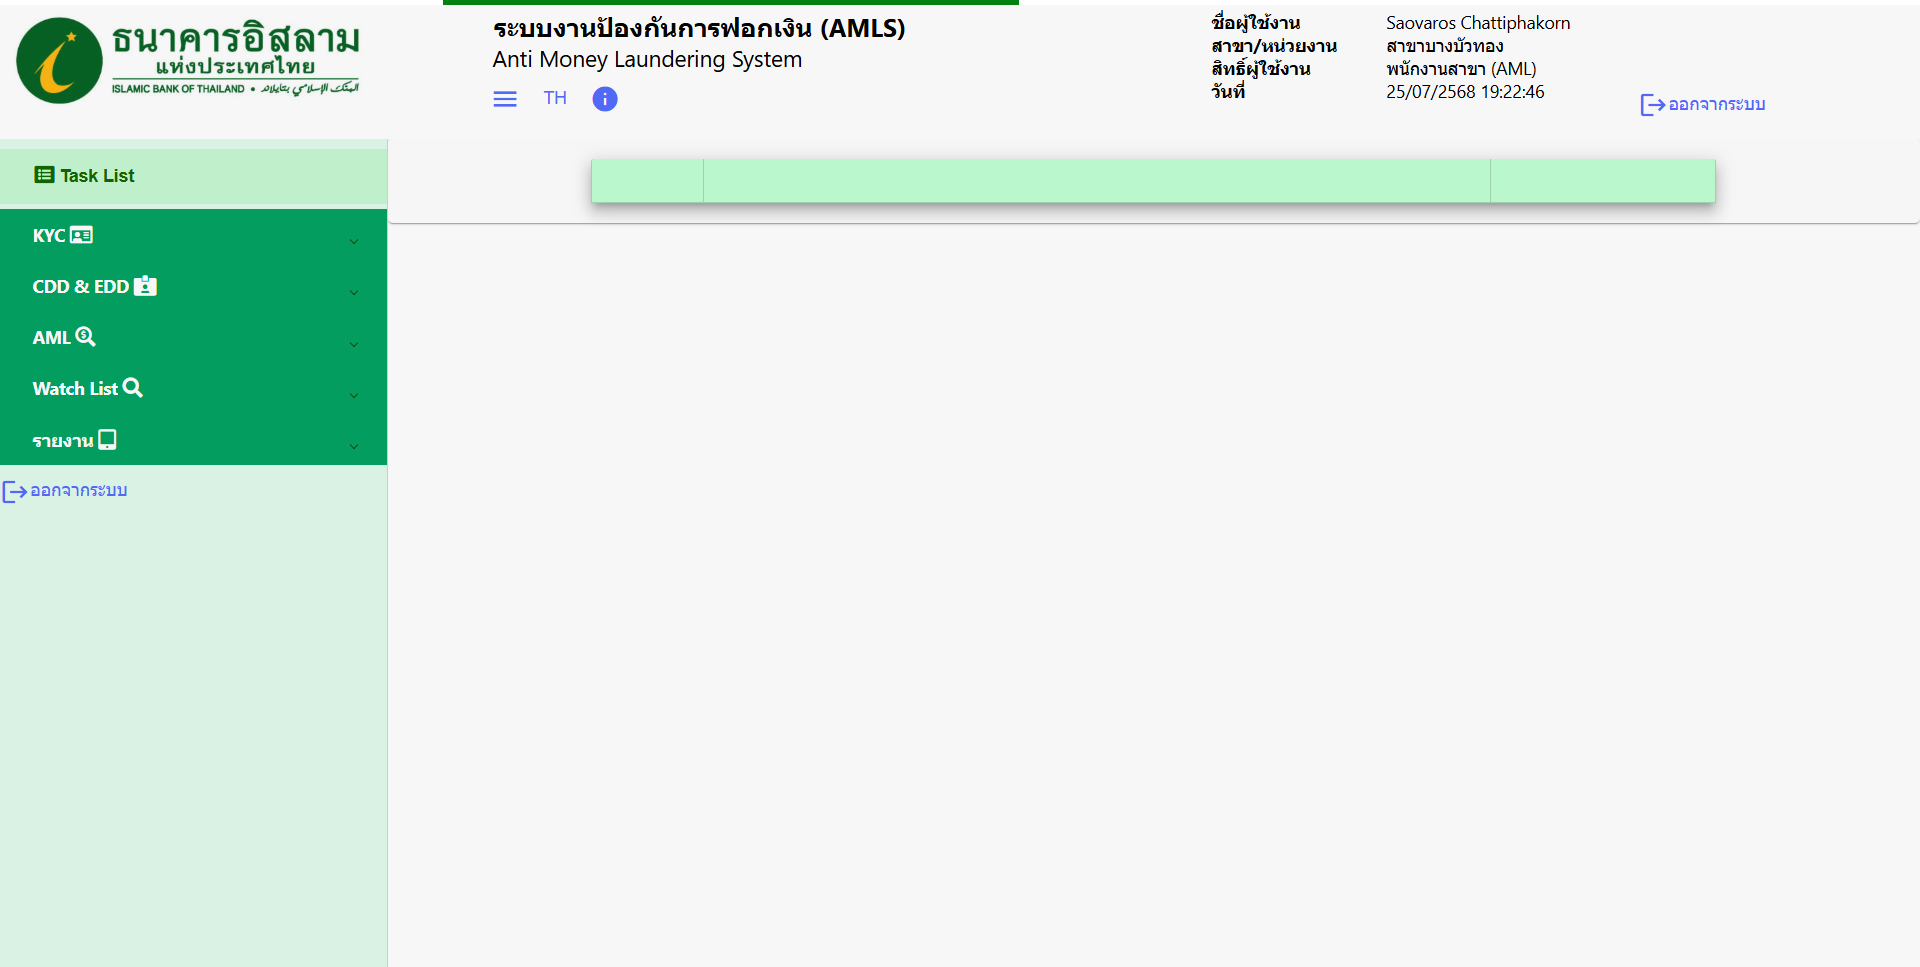 ธนาคารอิสลาม
แห่งประเทศไทย
ISLAMIC BANK OF THAILAND •
ระบบงานป้องกันการฟอกเงิน (AMLS)
Anti Money Laundering System
TH
ชื่อผู้ใช้งาน Saovaros Chattiphakorn
สาขา/หน่วยงาน สาขาบางบัวทอง
สิทธิ์ผู้ใช้งาน พนักงานสาขา (AML)
วันที่ 25/07/2568 19:22:46
ออกจากระบบ
Task List
KYC
CDD & EDD
AML
Watch List
รายงาน
ออกจากระบบ